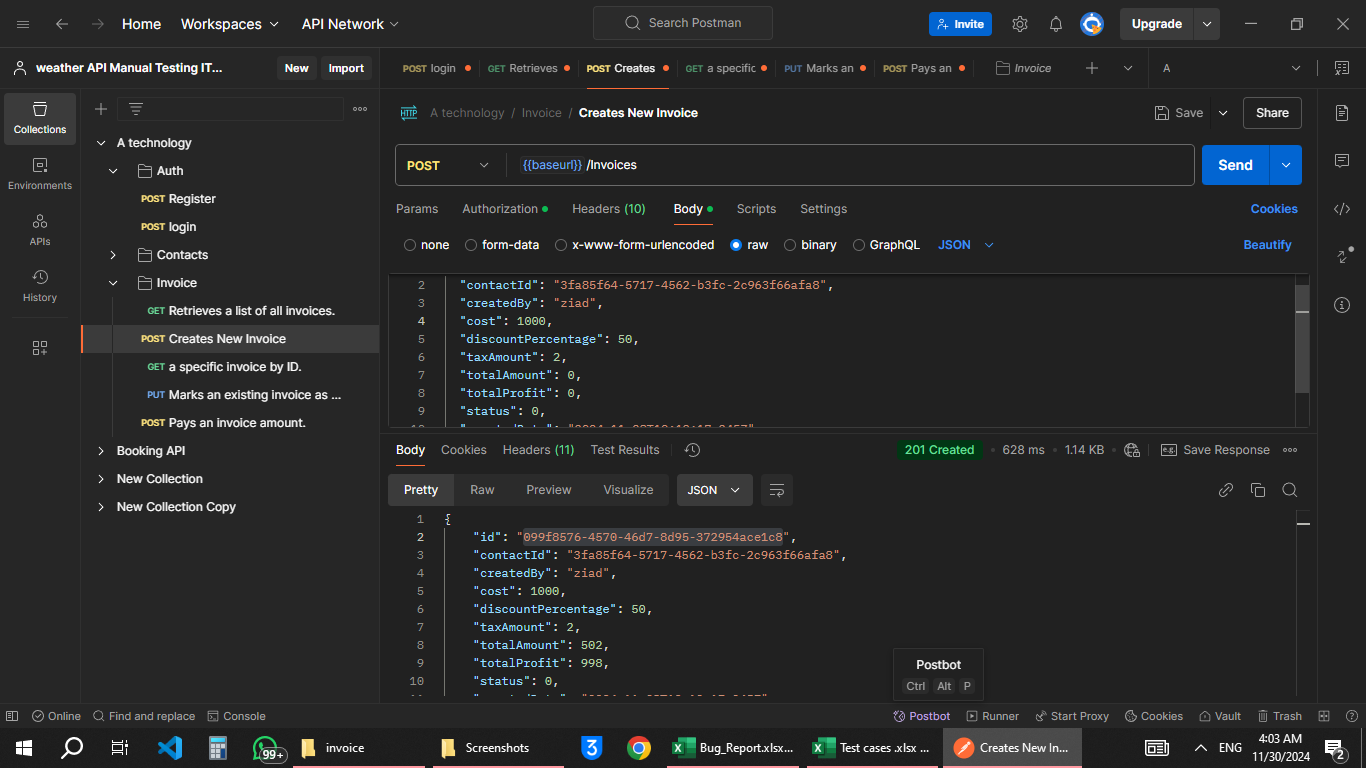 Home Workspaces API Network Search Postman Invite Upgrade
weather API Manual Testing IT... New Import POST login GET Retrieves POST Creates GET a specific PUT Marks an POST Pays an Invoice A
Collections
Environments
APIs
History
A technology
Auth
POST Register
POST login
Contacts
Invoice
GET Retrieves a list of all invoices.
POST Creates New Invoice
GET a specific invoice by ID.
PUT Marks an existing invoice as ...
POST Pays an invoice amount.
Booking API
New Collection
New Collection Copy
HTTP A technology / Invoice / Creates New Invoice Save Share
POST {{baseurl}} /Invoices Send
Params Authorization Headers (10) Body Scripts Settings Cookies
none form-data x-www-form-urlencoded raw binary GraphQL JSON Beautify
2 "contactId": "3fa85f64-5717-4562-b3fc-2c963f66afa8",
3 "createdBy": "ziad",
4 "cost": 1000,
5 "discountPercentage": 50,
6 "taxAmount": 2,
7 "totalAmount": 0,
8 "totalProfit": 0,
9 "status": 0,
Body Cookies Headers (11) Test Results 201 Created 628 ms 1.14 KB e.g. Save Response
Pretty Raw Preview Visualize JSON
1 {
2 "id": "099f8576-4570-46d7-8d95-372954ace1c8",
3 "contactId": "3fa85f64-5717-4562-b3fc-2c963f66afa8",
4 "createdBy": "ziad",
5 "cost": 1000,
6 "discountPercentage": 50,
7 "taxAmount": 2,
8 "totalAmount": 502,
9 "totalProfit": 998,
10 "status": 0,
Postbot
Ctrl Alt P
Online Find and replace Console Postbot Runner Start Proxy Cookies Vault Trash
99+ invoice Screenshots 3 Bug_Report.xlsx... Test cases .xlsx ... Creates New In... ENG 4:03 AM
11/30/2024 2